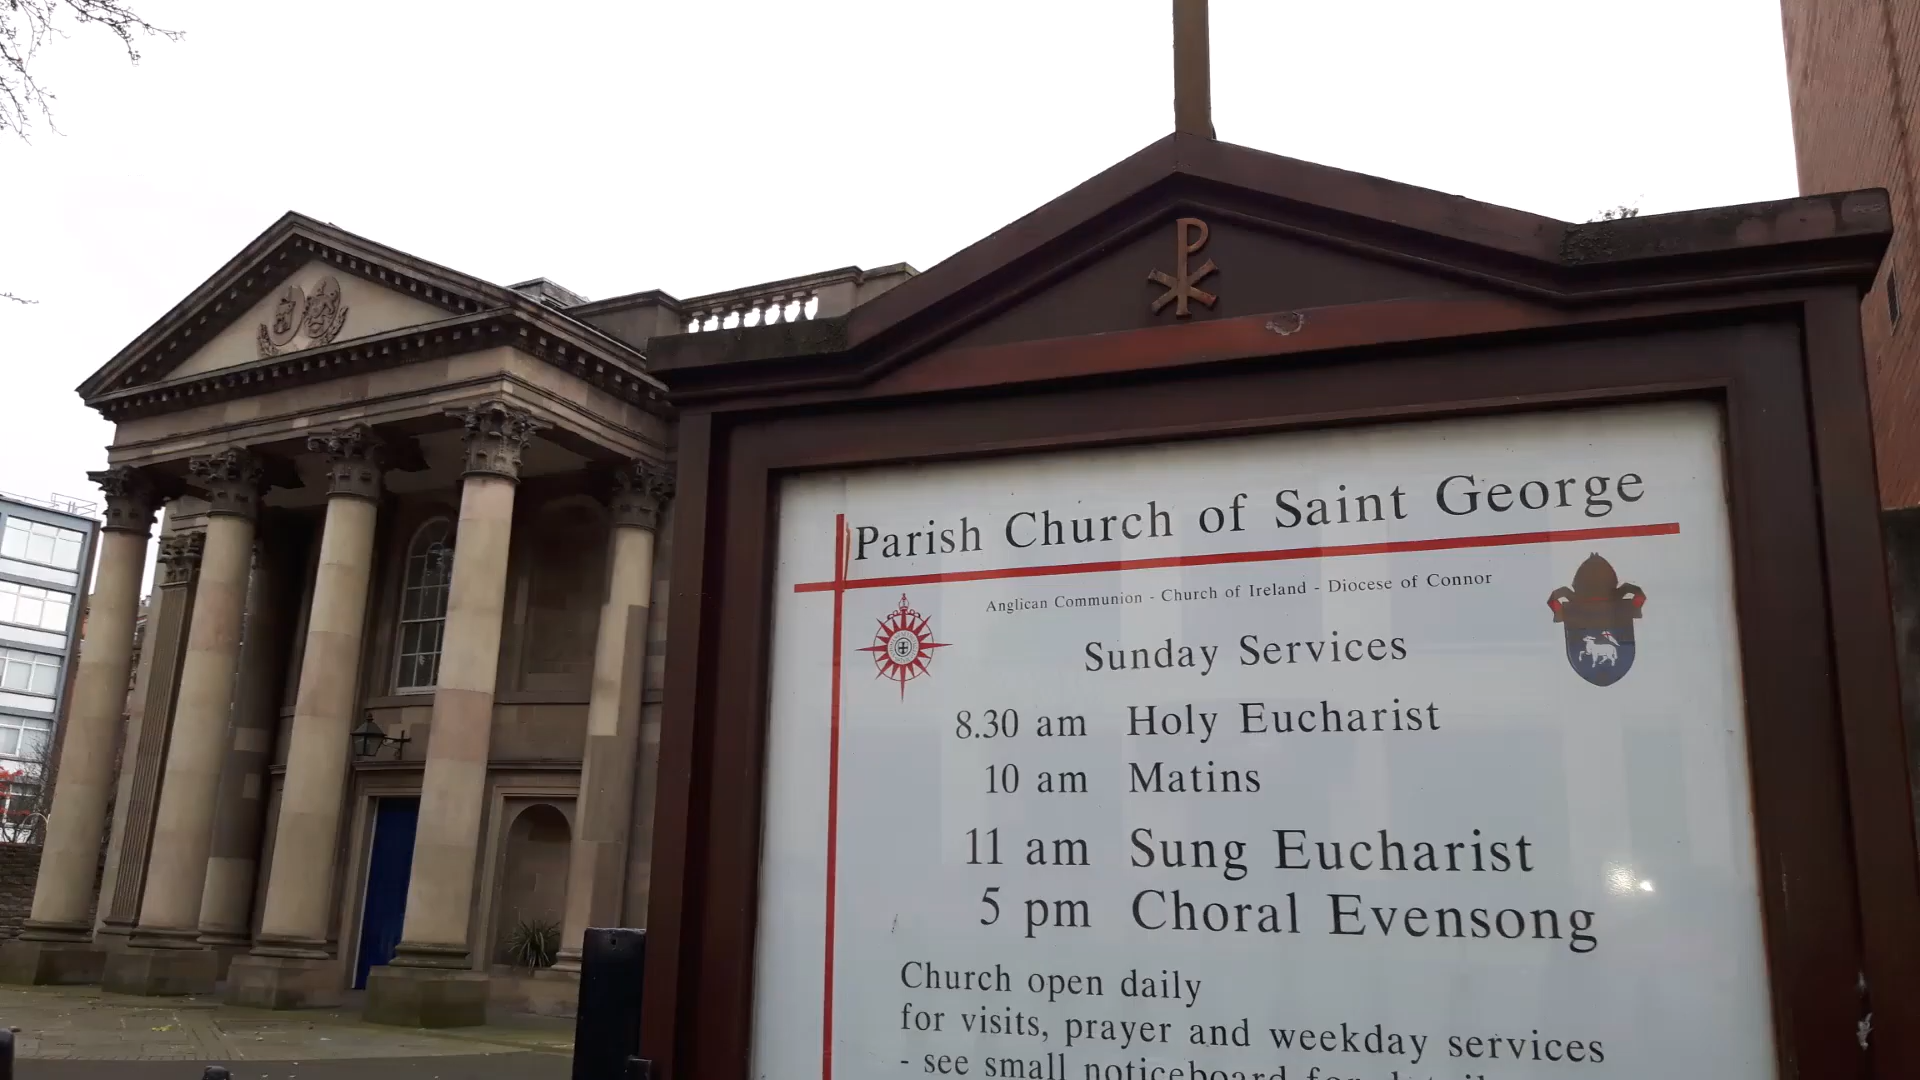 Parish Church of Saint George
Anglican Communion - Church of Ireland - Diocese of Connor
Sunday Services
8.30 am Holy Eucharist
10 am Matins
11 am Sung Eucharist
5 pm Choral Evensong
Church open daily
for visits, prayer and weekday services
- see small noticeboard for